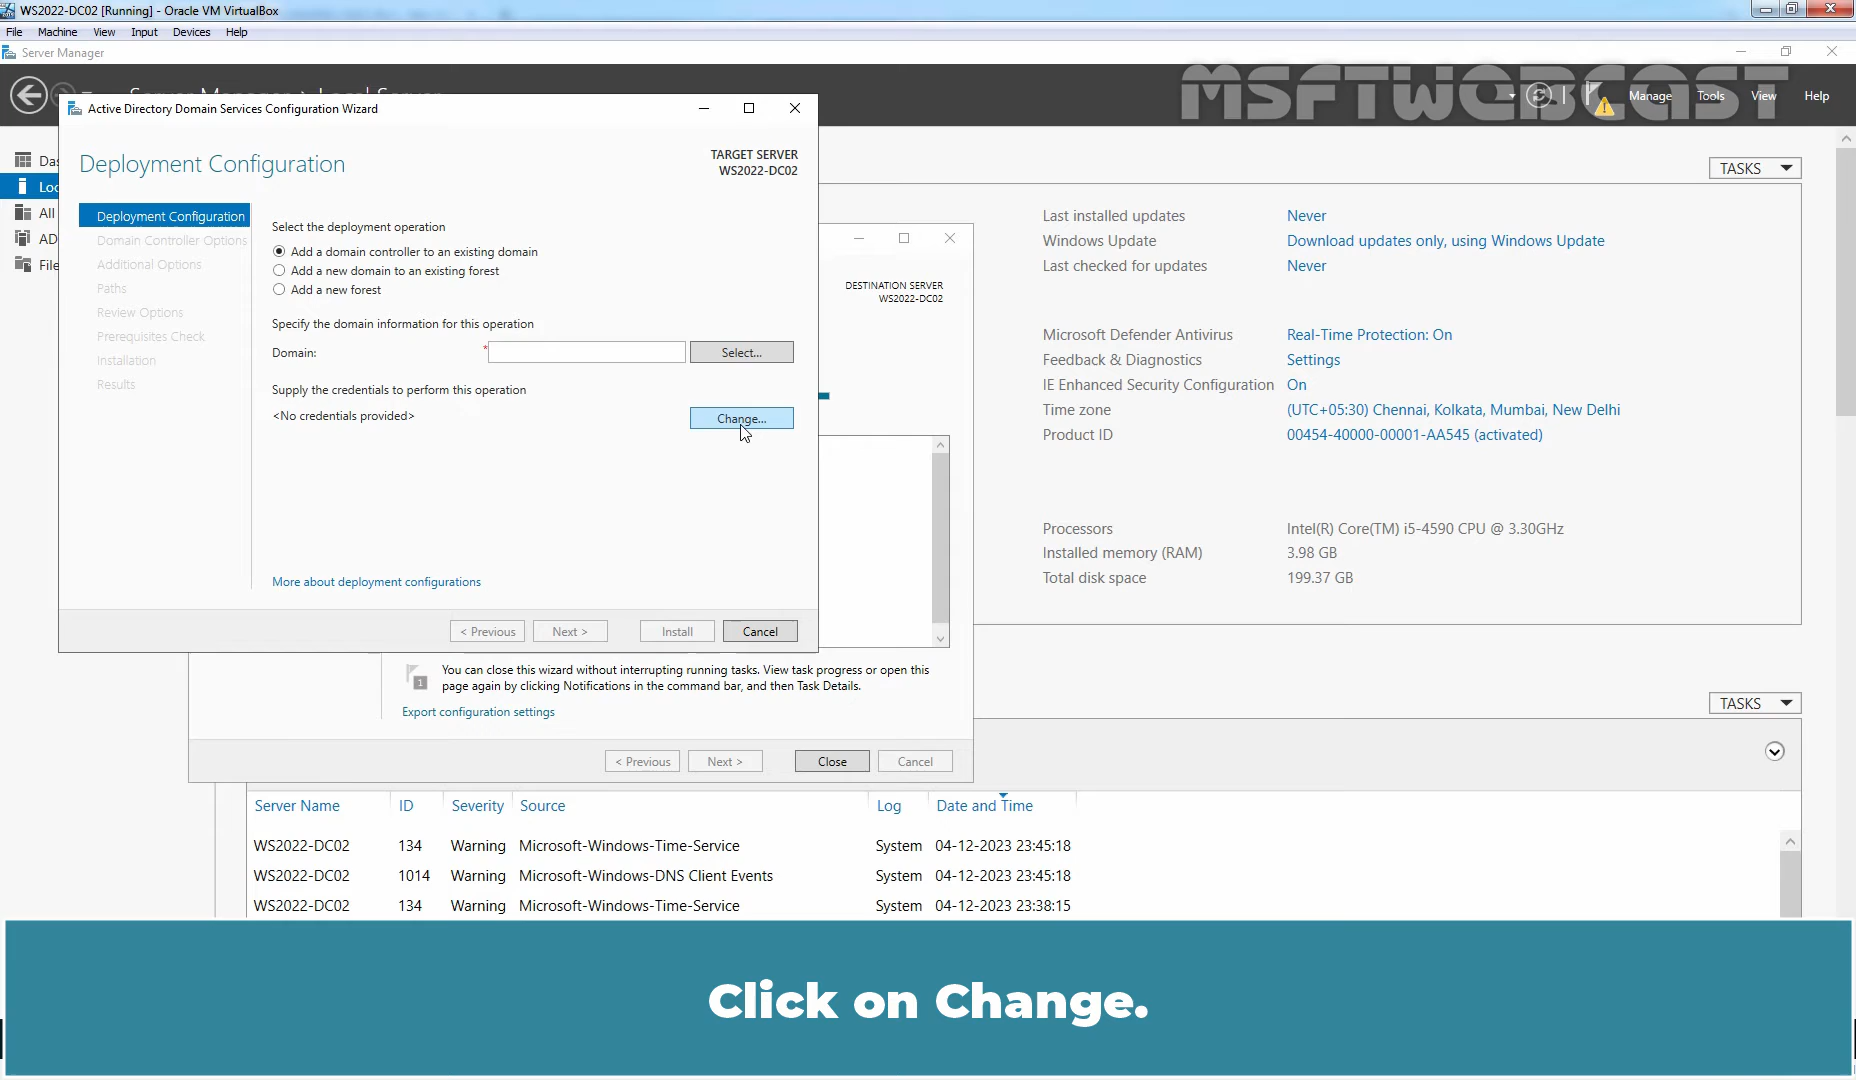 WS2022-DC02 [Running] - Oracle VM VirtualBox
File Machine View Input Devices Help
Server Manager
MSFTWEBCAST
Manage Tools View Help
Active Directory Domain Services Configuration Wizard
Deployment Configuration
TARGET SERVER
WS2022-DC02
Deployment Configuration
Domain Controller Options
Additional Options
Paths
Review Options
Prerequisites Check
Installation
Results
Select the deployment operation
Add a domain controller to an existing domain
Add a new domain to an existing forest
Add a new forest
Specify the domain information for this operation
Domain: * Select...
Supply the credentials to perform this operation
<No credentials provided> Change...
More about deployment configurations
< Previous Next > Install Cancel
Das
Loc
All
AD
File
DESTINATION SERVER
WS2022-DC02
1
You can close this wizard without interrupting running tasks. View task progress or open this
page again by clicking Notifications in the command bar, and then Task Details.
Export configuration settings
< Previous Next > Close Cancel
TASKS
Last installed updates Never
Windows Update Download updates only, using Windows Update
Last checked for updates Never
Microsoft Defender Antivirus Real-Time Protection: On
Feedback & Diagnostics Settings
IE Enhanced Security Configuration On
Time zone (UTC+05:30) Chennai, Kolkata, Mumbai, New Delhi
Product ID 00454-40000-00001-AA545 (activated)
Processors Intel(R) Core(TM) i5-4590 CPU @ 3.30GHz
Installed memory (RAM) 3.98 GB
Total disk space 199.37 GB
TASKS
Server Name ID Severity Source Log Date and Time
WS2022-DC02 134 Warning Microsoft-Windows-Time-Service System 04-12-2023 23:45:18
WS2022-DC02 1014 Warning Microsoft-Windows-DNS Client Events System 04-12-2023 23:45:18
WS2022-DC02 134 Warning Microsoft-Windows-Time-Service System 04-12-2023 23:38:15
Click on Change.